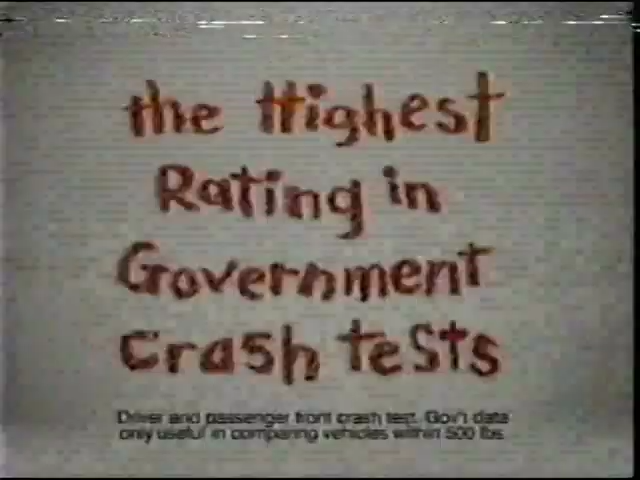 the Highest
Rating in
Government
Crash tests
Driver and passenger front crash test. Gov't data
only useful in comparing vehicles within 500 lbs.